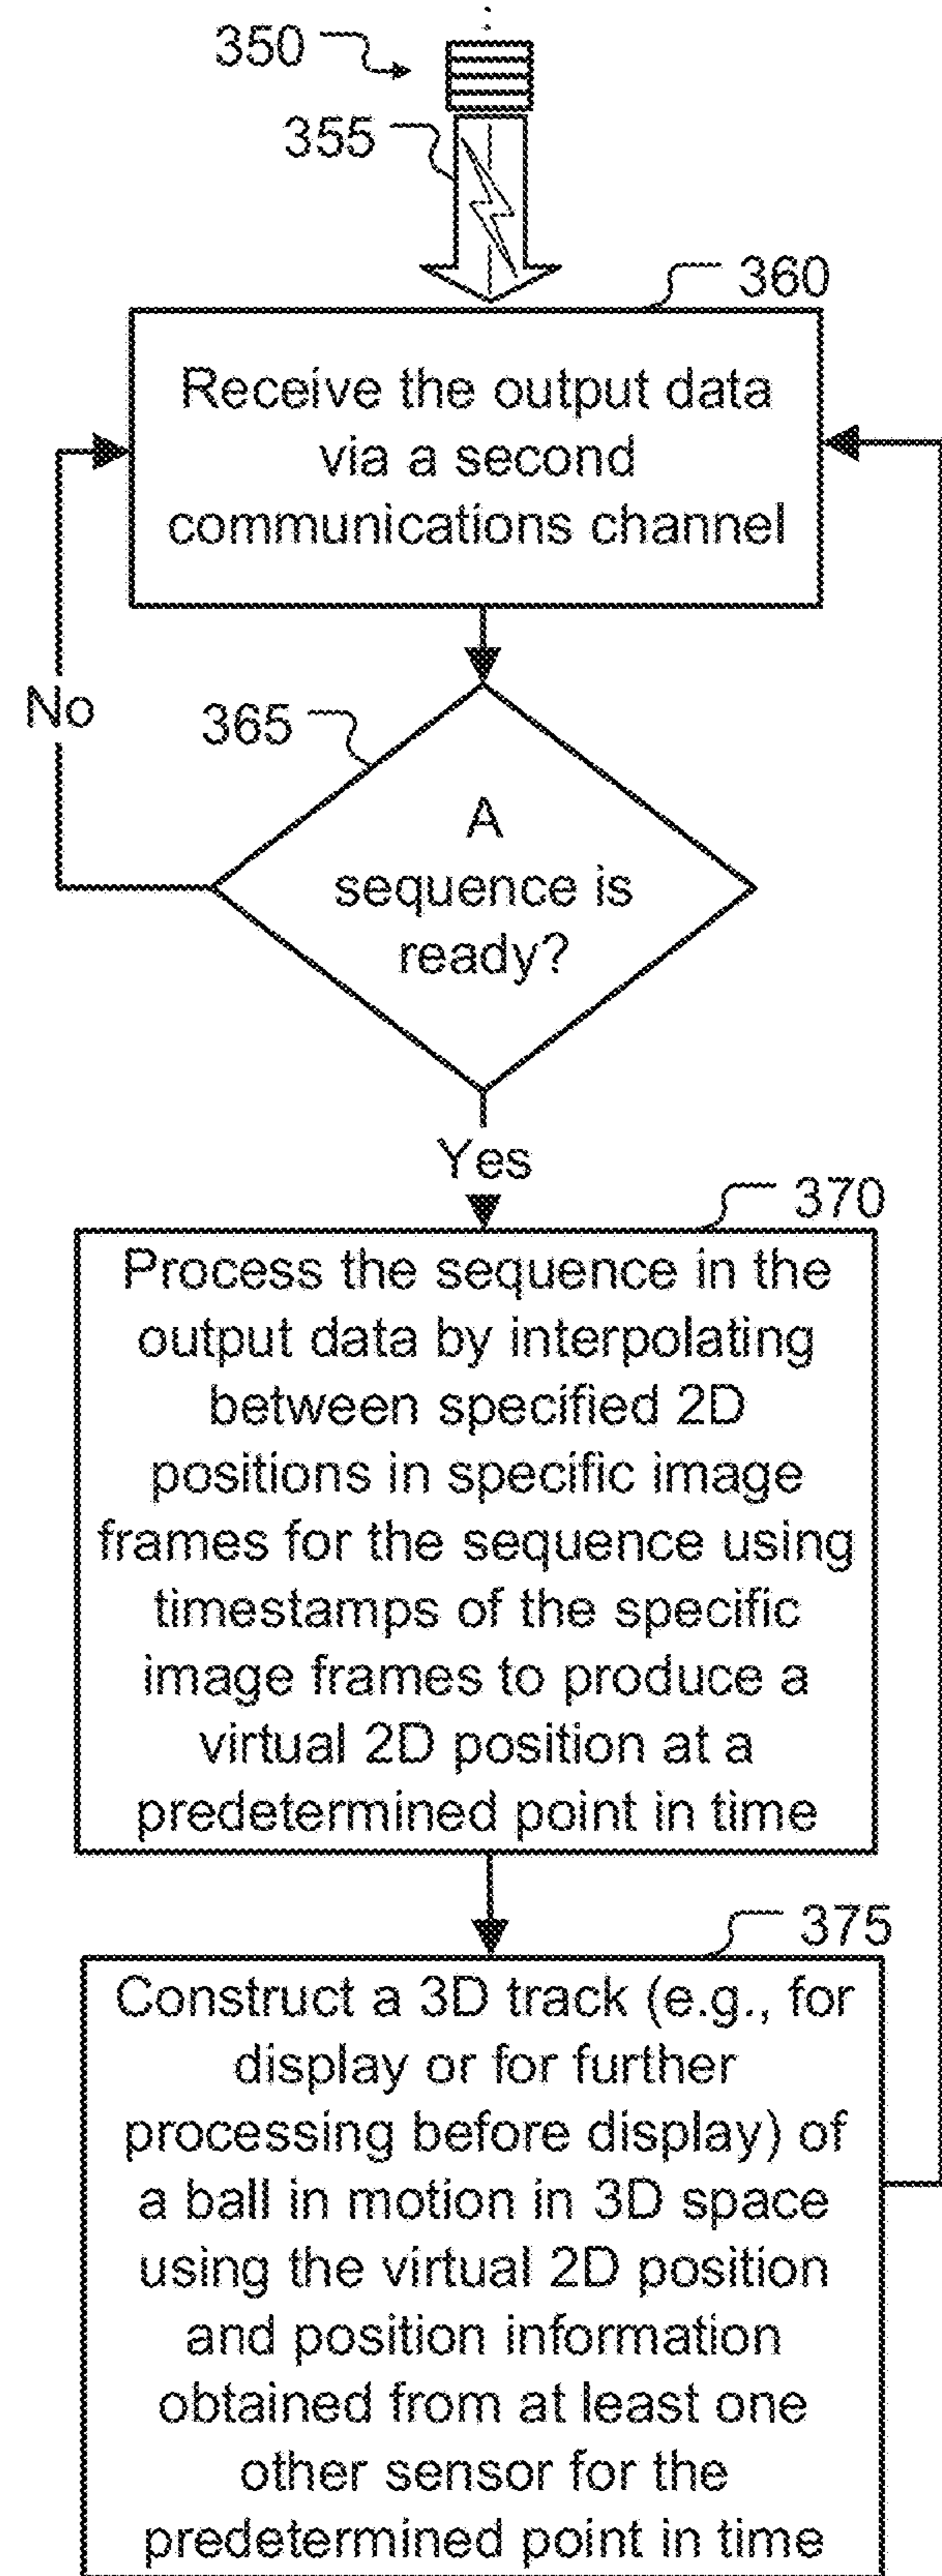 350
355
360
Receive the output data
via a second
communications channel
No
365
A
sequence is
ready?
Yes
370
Process the sequence in the
output data by interpolating
between specified 2D
positions in specific image
frames for the sequence using
timestamps of the specific
image frames to produce a
virtual 2D position at a
predetermined point in time
375
Construct a 3D track (e.g., for
display or for further
processing before display) of
a ball in motion in 3D space
using the virtual 2D position
and position information
obtained from at least one
other sensor for the
predetermined point in time